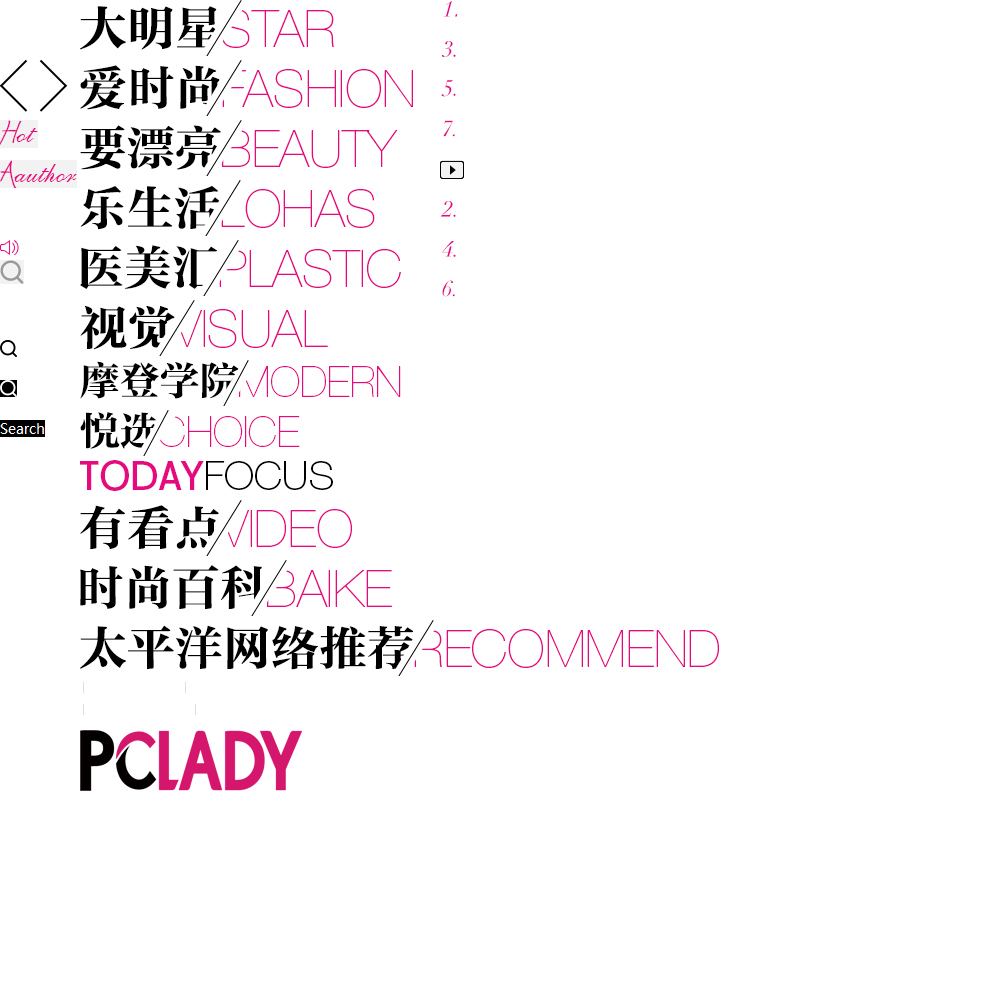 大明星/STAR
爱时尚/FASHION
要漂亮/BEAUTY
乐生活/LOHAS
医美汇/PLASTIC
视觉/VISUAL
摩登学院/MODERN
悦选/CHOICE
TODAYFOCUS
有看点/VIDEO
时尚百科/BAIKE
太平洋网络推荐/RECOMMEND
PCLADY
Hot
Aauthor
Search
1.
3.
5.
7.
2.
4.
6.